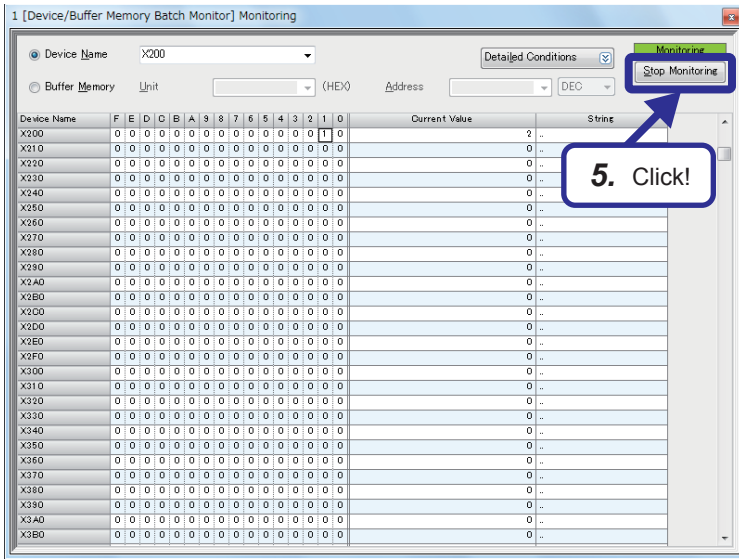 1 [Device/Buffer Memory Batch Monitor] Monitoring
Device Name X200 Detailed Conditions Monitoring
Stop Monitoring
Buffer Memory Unit (HEX) Address DEC
Device Name F E D C B A 9 8 7 6 5 4 3 2 1 0 Current Value String
X200 0 0 0 0 0 0 0 0 0 0 0 0 0 0 1 0 2 ..
X210 0 0 0 0 0 0 0 0 0 0 0 0 0 0 0 0 0 ..
X220 0 0 0 0 0 0 0 0 0 0 0 0 0 0 0 0 0 ..
X230 0 0 0 0 0 0 0 0 0 0 0 0 0 0 0 0 0 ..
5. Click!
X240 0 0 0 0 0 0 0 0 0 0 0 0 0 0 0 0 0 ..
X250 0 0 0 0 0 0 0 0 0 0 0 0 0 0 0 0 0 ..
X260 0 0 0 0 0 0 0 0 0 0 0 0 0 0 0 0 0 ..
X270 0 0 0 0 0 0 0 0 0 0 0 0 0 0 0 0 0 ..
X280 0 0 0 0 0 0 0 0 0 0 0 0 0 0 0 0 0 ..
X290 0 0 0 0 0 0 0 0 0 0 0 0 0 0 0 0 0 ..
X2A0 0 0 0 0 0 0 0 0 0 0 0 0 0 0 0 0 0 ..
X2B0 0 0 0 0 0 0 0 0 0 0 0 0 0 0 0 0 0 ..
X2C0 0 0 0 0 0 0 0 0 0 0 0 0 0 0 0 0 0 ..
X2D0 0 0 0 0 0 0 0 0 0 0 0 0 0 0 0 0 0 ..
X2E0 0 0 0 0 0 0 0 0 0 0 0 0 0 0 0 0 0 ..
X2F0 0 0 0 0 0 0 0 0 0 0 0 0 0 0 0 0 0 ..
X300 0 0 0 0 0 0 0 0 0 0 0 0 0 0 0 0 0 ..
X310 0 0 0 0 0 0 0 0 0 0 0 0 0 0 0 0 0 ..
X320 0 0 0 0 0 0 0 0 0 0 0 0 0 0 0 0 0 ..
X330 0 0 0 0 0 0 0 0 0 0 0 0 0 0 0 0 0 ..
X340 0 0 0 0 0 0 0 0 0 0 0 0 0 0 0 0 0 ..
X350 0 0 0 0 0 0 0 0 0 0 0 0 0 0 0 0 0 ..
X360 0 0 0 0 0 0 0 0 0 0 0 0 0 0 0 0 0 ..
X370 0 0 0 0 0 0 0 0 0 0 0 0 0 0 0 0 0 ..
X380 0 0 0 0 0 0 0 0 0 0 0 0 0 0 0 0 0 ..
X390 0 0 0 0 0 0 0 0 0 0 0 0 0 0 0 0 0 ..
X3A0 0 0 0 0 0 0 0 0 0 0 0 0 0 0 0 0 0 ..
X3B0 0 0 0 0 0 0 0 0 0 0 0 0 0 0 0 0 0 ..